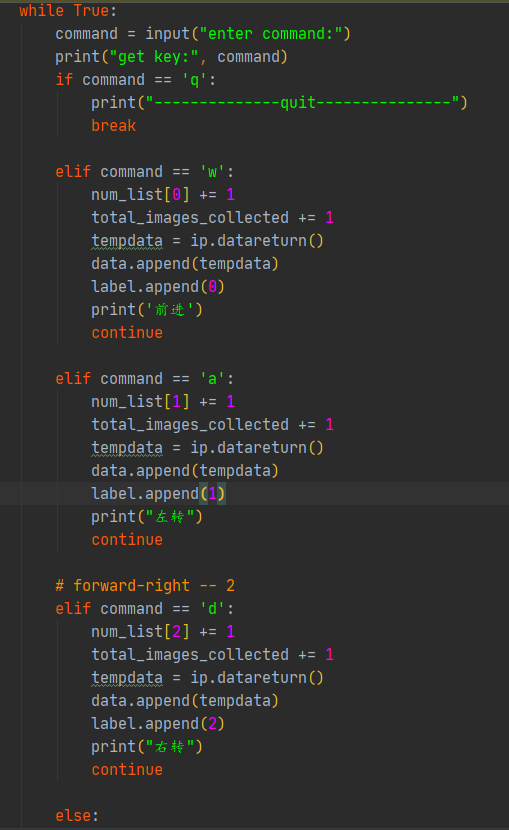 while True:
    command = input("enter command:")
    print("get key:", command)
    if command == 'q':
        print("--------------quit---------------")
        break
    elif command == 'w':
        num_list[0] += 1
        total_images_collected += 1
        tempdata = ip.datareturn()
        data.append(tempdata)
        label.append(0)
        print('前进')
        continue
    elif command == 'a':
        num_list[1] += 1
        total_images_collected += 1
        tempdata = ip.datareturn()
        data.append(tempdata)
        label.append(1)
        print("左转")
        continue
    # forward-right -- 2
    elif command == 'd':
        num_list[2] += 1
        total_images_collected += 1
        tempdata = ip.datareturn()
        data.append(tempdata)
        label.append(2)
        print("右转")
        continue
    else: